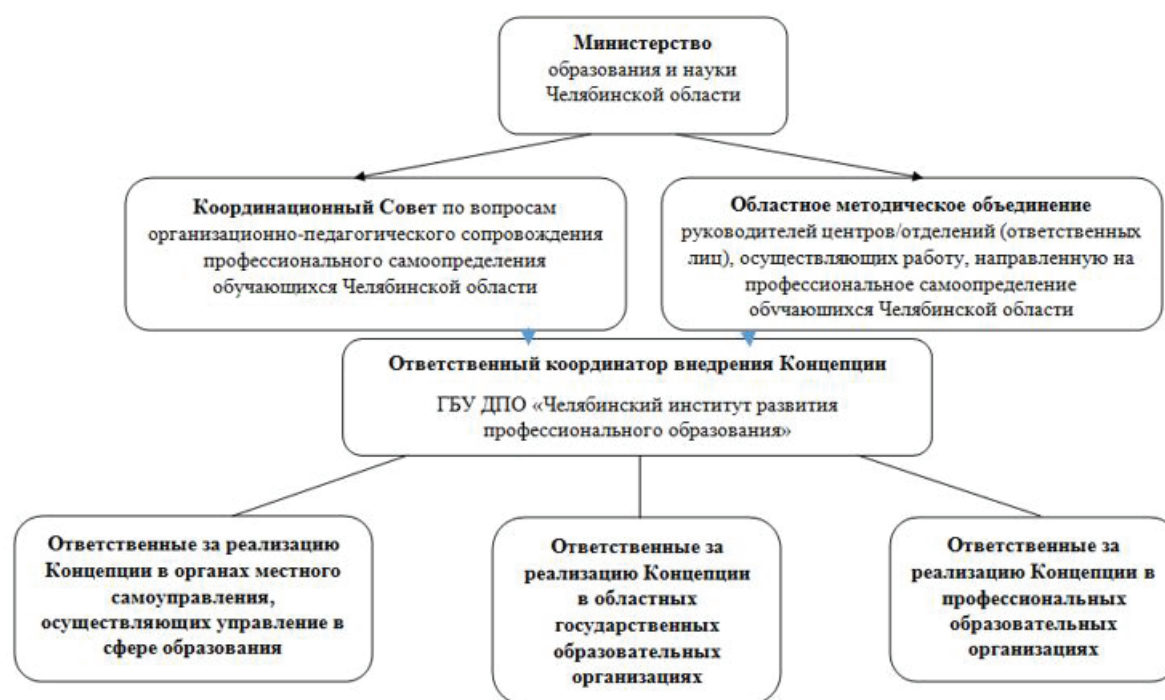 Министерство
образования и науки
Челябинской области
Координационный Совет по вопросам
организационно-педагогического сопровождения
профессионального самоопределения
обучающихся Челябинской области
Областное методическое объединение
руководителей центров/отделений (ответственных
лиц), осуществляющих работу, направленную на
профессиональное самоопределение
обучающихся Челябинской области
Ответственный координатор внедрения Концепции
ГБУ ДПО «Челябинский институт развития
профессионального образования»
Ответственные за реализацию
Концепции в органах местного
самоуправления,
осуществляющих управление в
сфере образования
Ответственные за
реализацию Концепции
в областных
государственных
образовательных
организациях
Ответственные за
реализацию Концепции в
профессиональных
образовательных
организациях